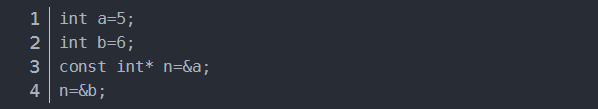 1 int a=5;
2 int b=6;
3 const int* n=&a;
4 n=&b;